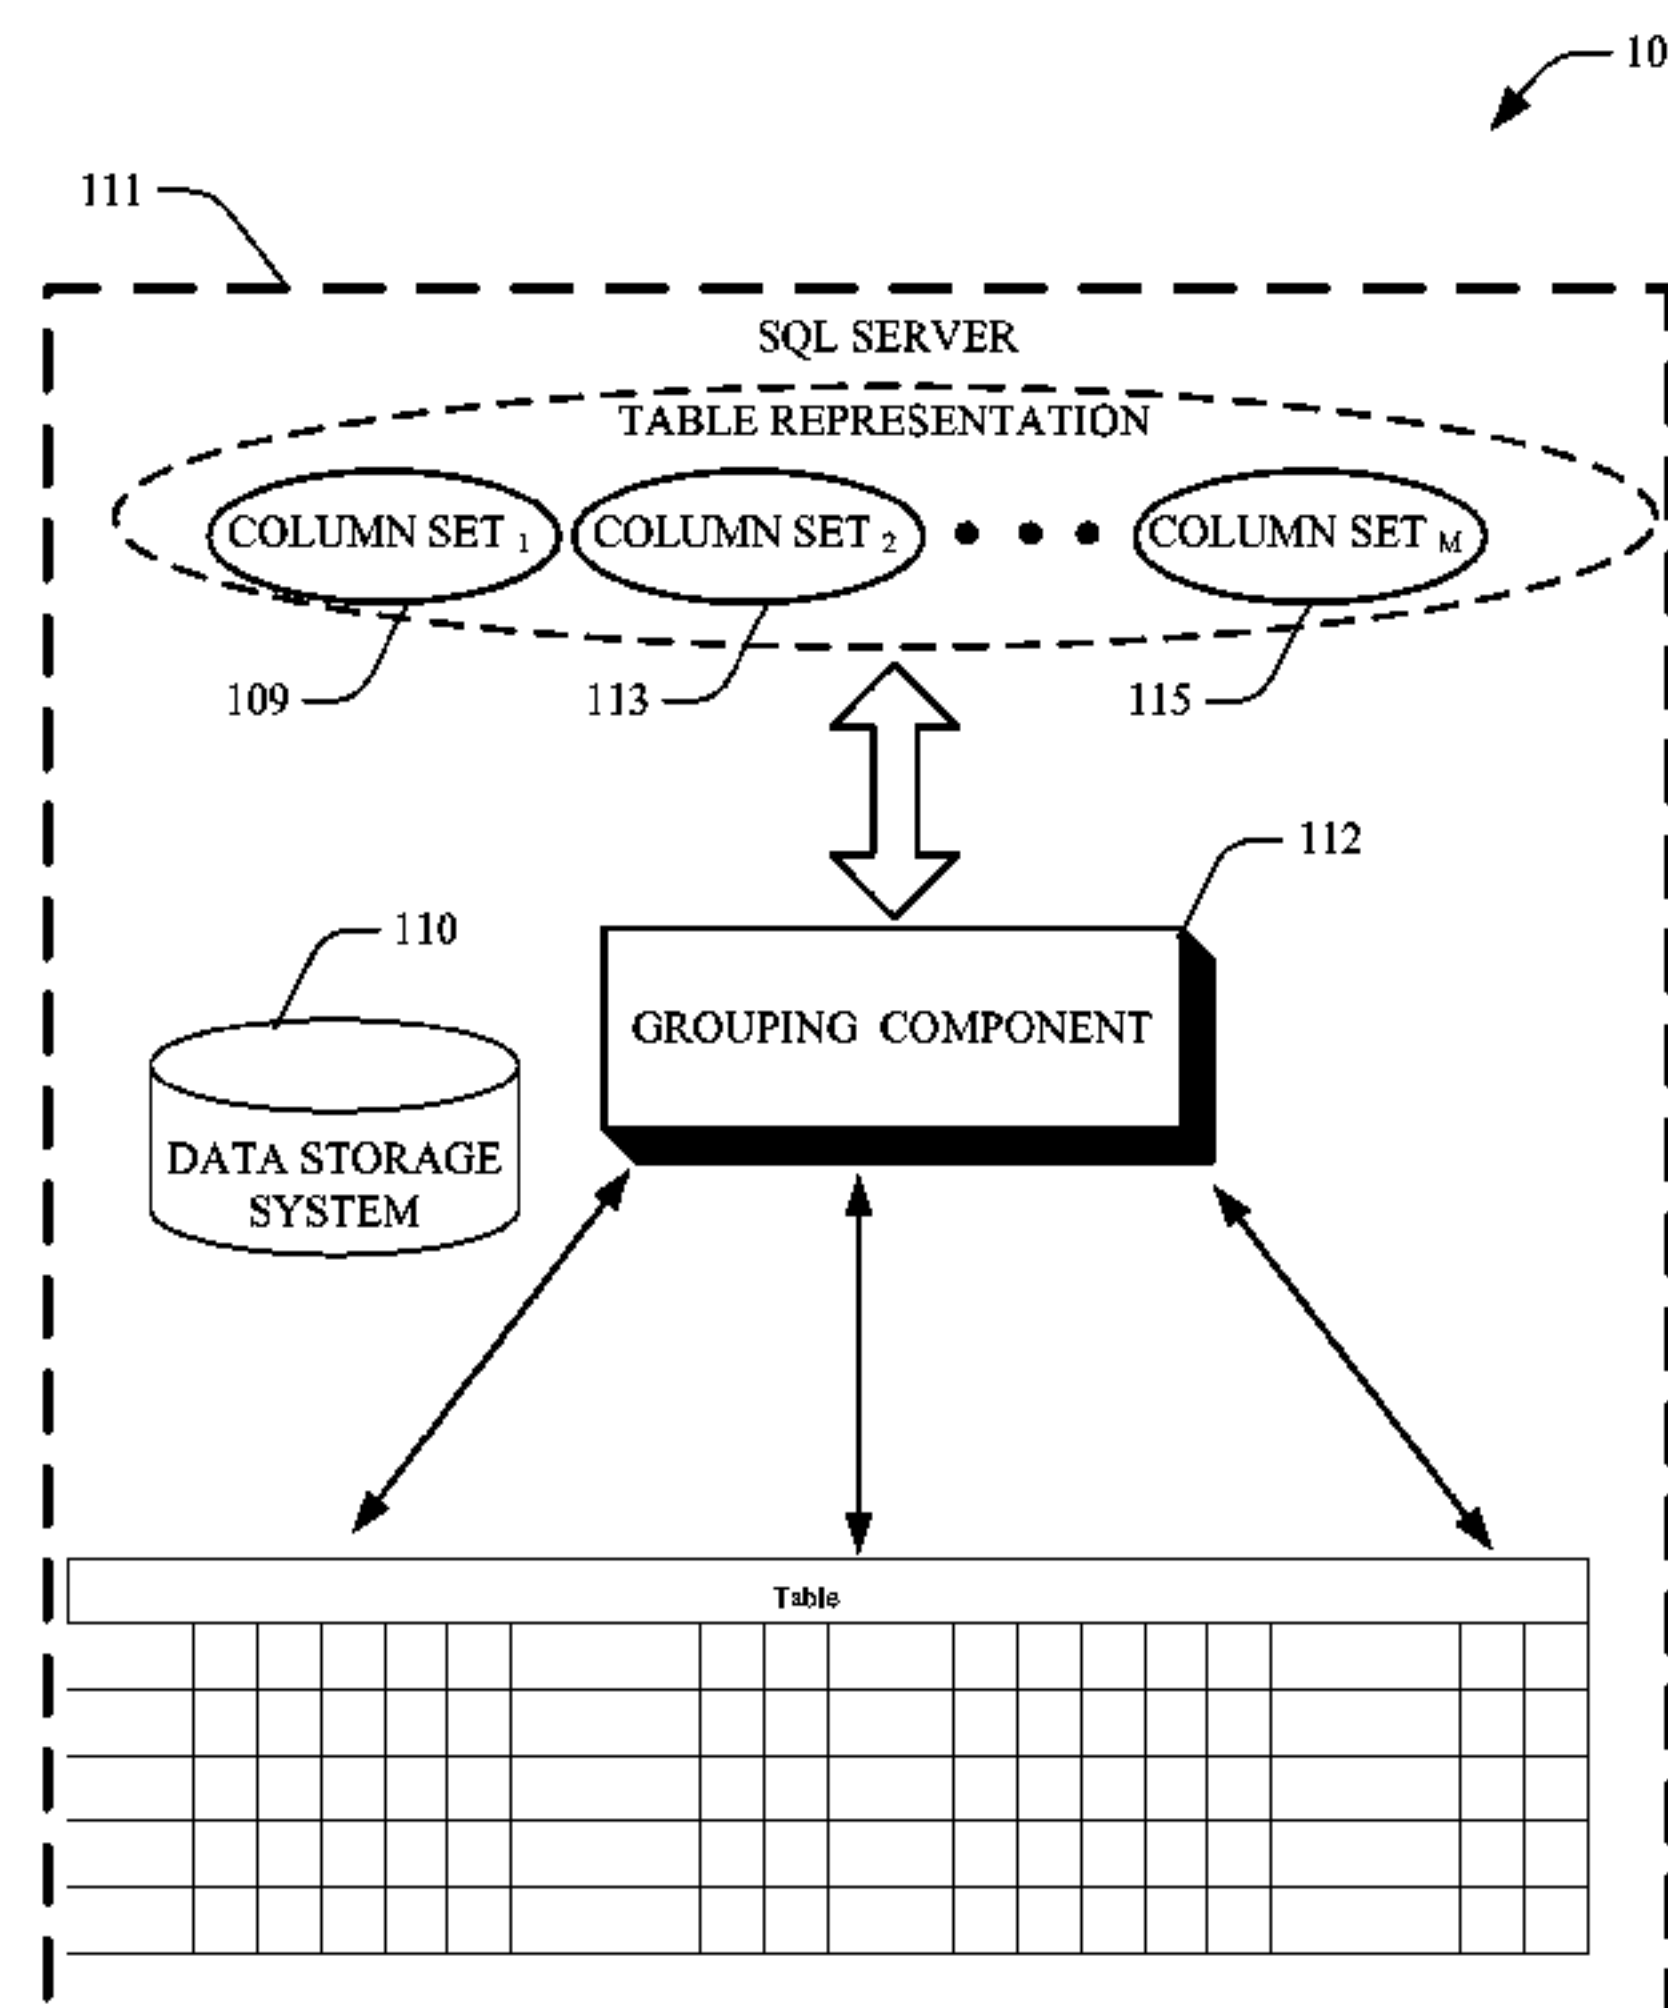 10
111
SQL SERVER
TABLE REPRESENTATION
COLUMN SET 1
COLUMN SET 2
COLUMN SET M
109
113
115
112
110
GROUPING COMPONENT
DATA STORAGE
SYSTEM
Table